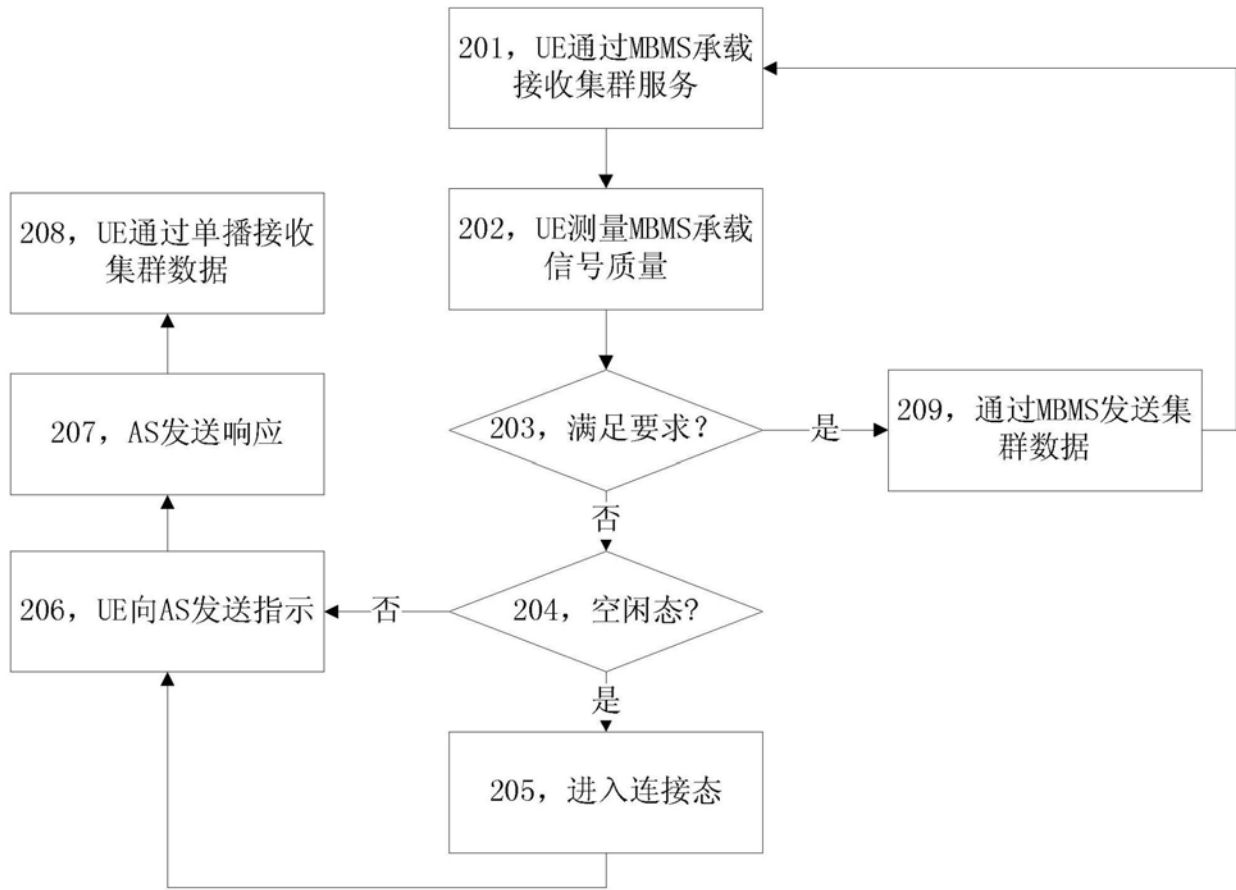 201，UE通过MBMS承载
接收集群服务
202，UE测量MBMS承载
信号质量
203，满足要求?
是
209，通过MBMS发送集
群数据
否
204，空闲态?
否
是
205，进入连接态
206，UE向AS发送指示
207，AS发送响应
208，UE通过单播接收
集群数据